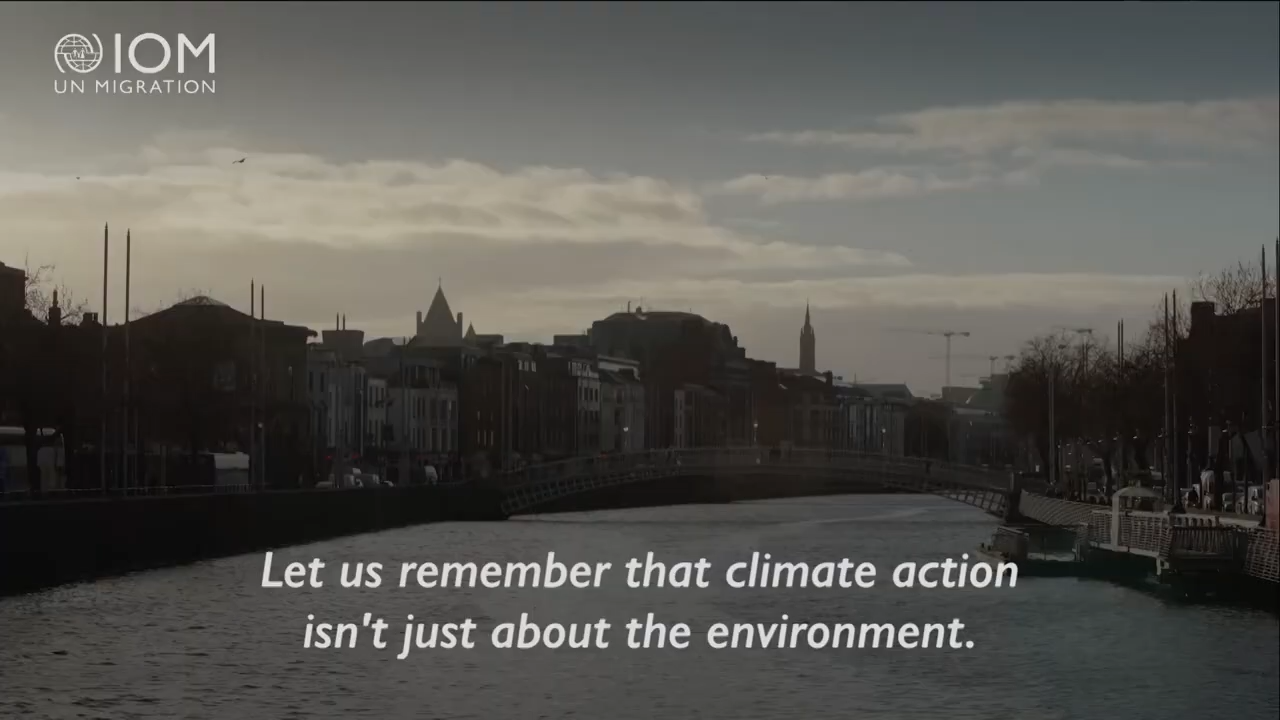 IOM
UN MIGRATION
Let us remember that climate action
isn't just about the environment.